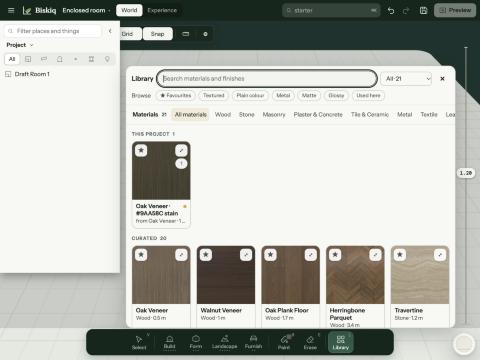 Biskiq
Enclosed room
World
Experience
starter
Preview
Filter places and things
Grid
Snap
Project
All
Draft Room 1
Library
Search materials and finishes
All · 21
Browse
Favourites
Textured
Plain colour
Metal
Matte
Glossy
Used here
Materials 21
All materials
Wood
Stone
Masonry
Plaster & Concrete
Tile & Ceramic
Metal
Textile
Lea
THIS PROJECT 1
Oak Veneer ·
#9AA58C stain
from Oak Veneer · 1 ...
1.20
CURATED 20
Oak Veneer
Wood · 0.5 m
Walnut Veneer
Wood · 1 m
Oak Plank Floor
Wood · 1.7 m
Herringbone
Parquet
Wood · 3.4 m
Travertine
Stone · 1.2 m
Select
Build
Form
Landscape
Furnish
Paint
Erase
Library